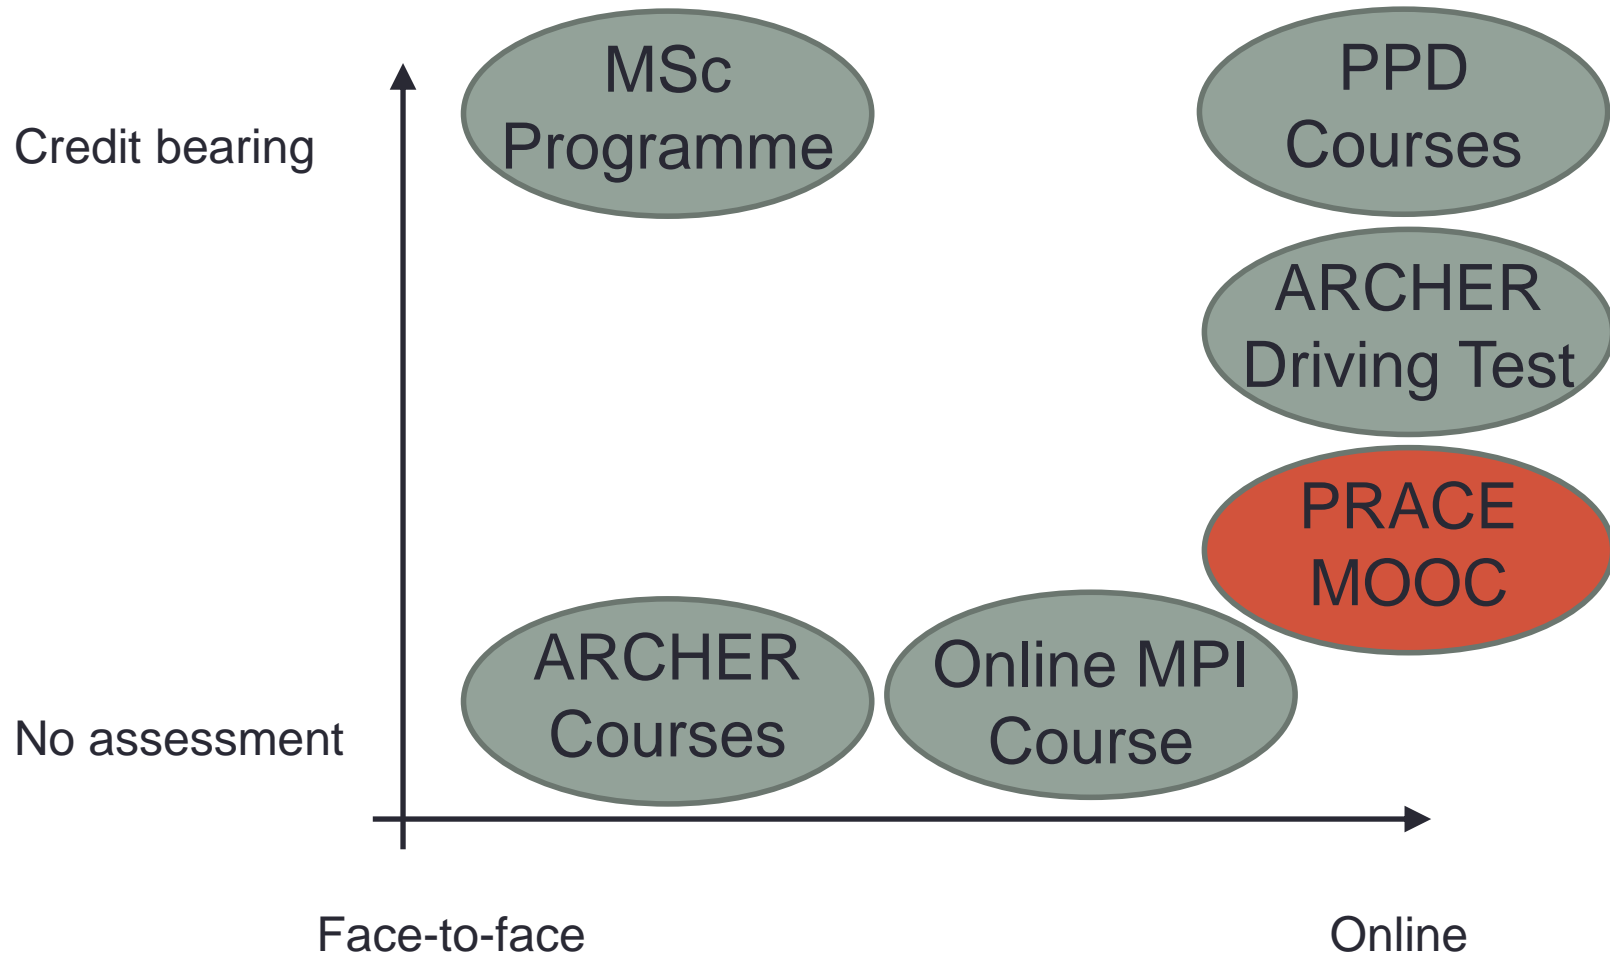 MSc
Programme
PPD
Courses
Credit bearing
ARCHER
Driving Test
PRACE
MOOC
ARCHER
Courses
Online MPI
Course
No assessment
Face-to-face
Online